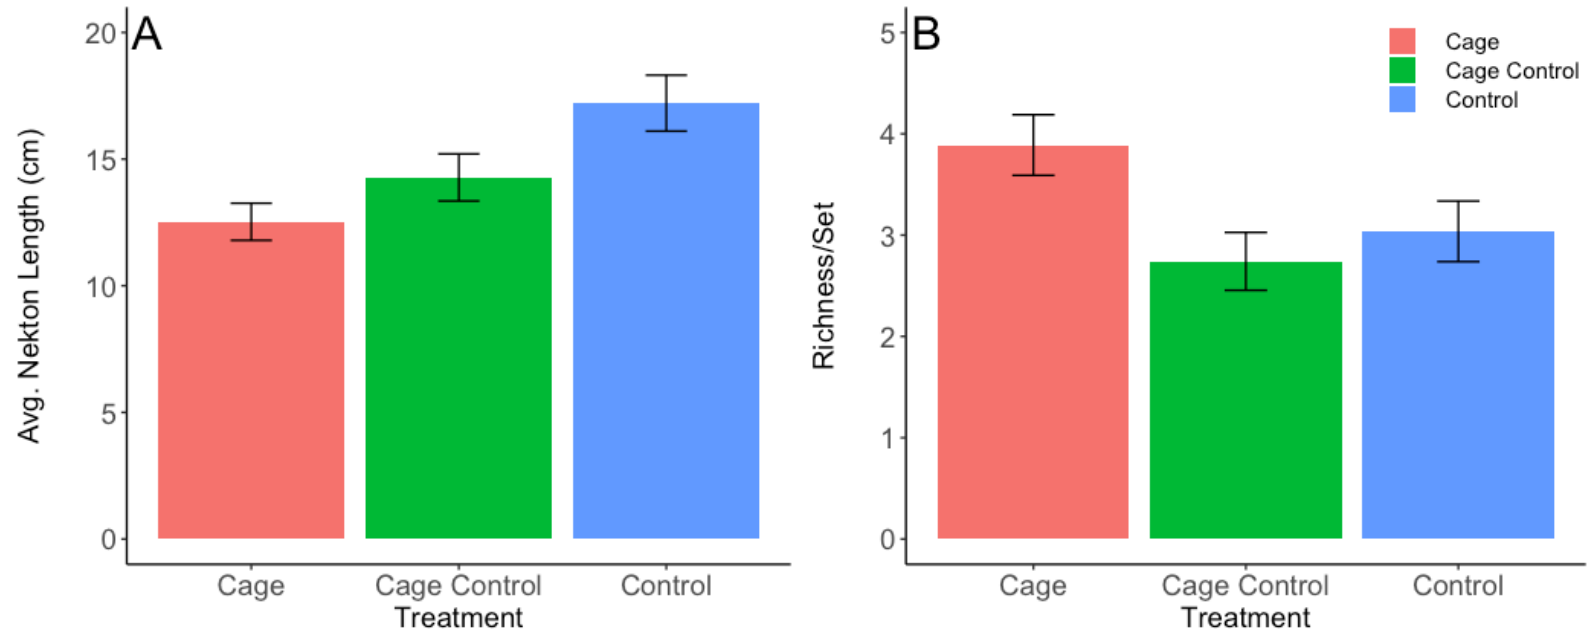 A
20
15
10
5
0
Avg. Nekton Length (cm)
Cage
Cage Control
Control
Treatment
B
5
4
3
2
1
0
Richness/Set
Cage
Cage Control
Control
Cage
Cage Control
Control
Treatment